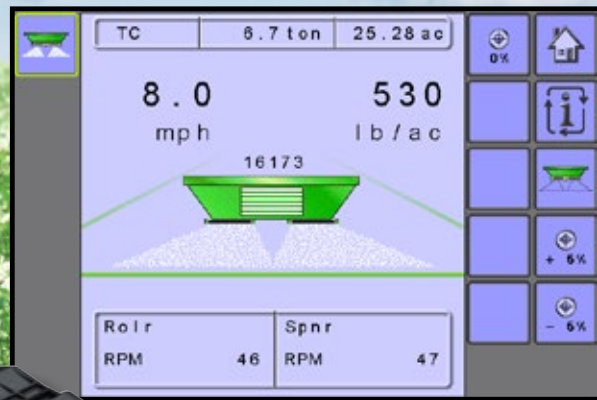 TC 6.7 ton 25.28 ac
0%
8.0 530
mph lb/ac
16173
i
+ 5%
- 5%
Rolr Spnr
RPM 46 RPM 47